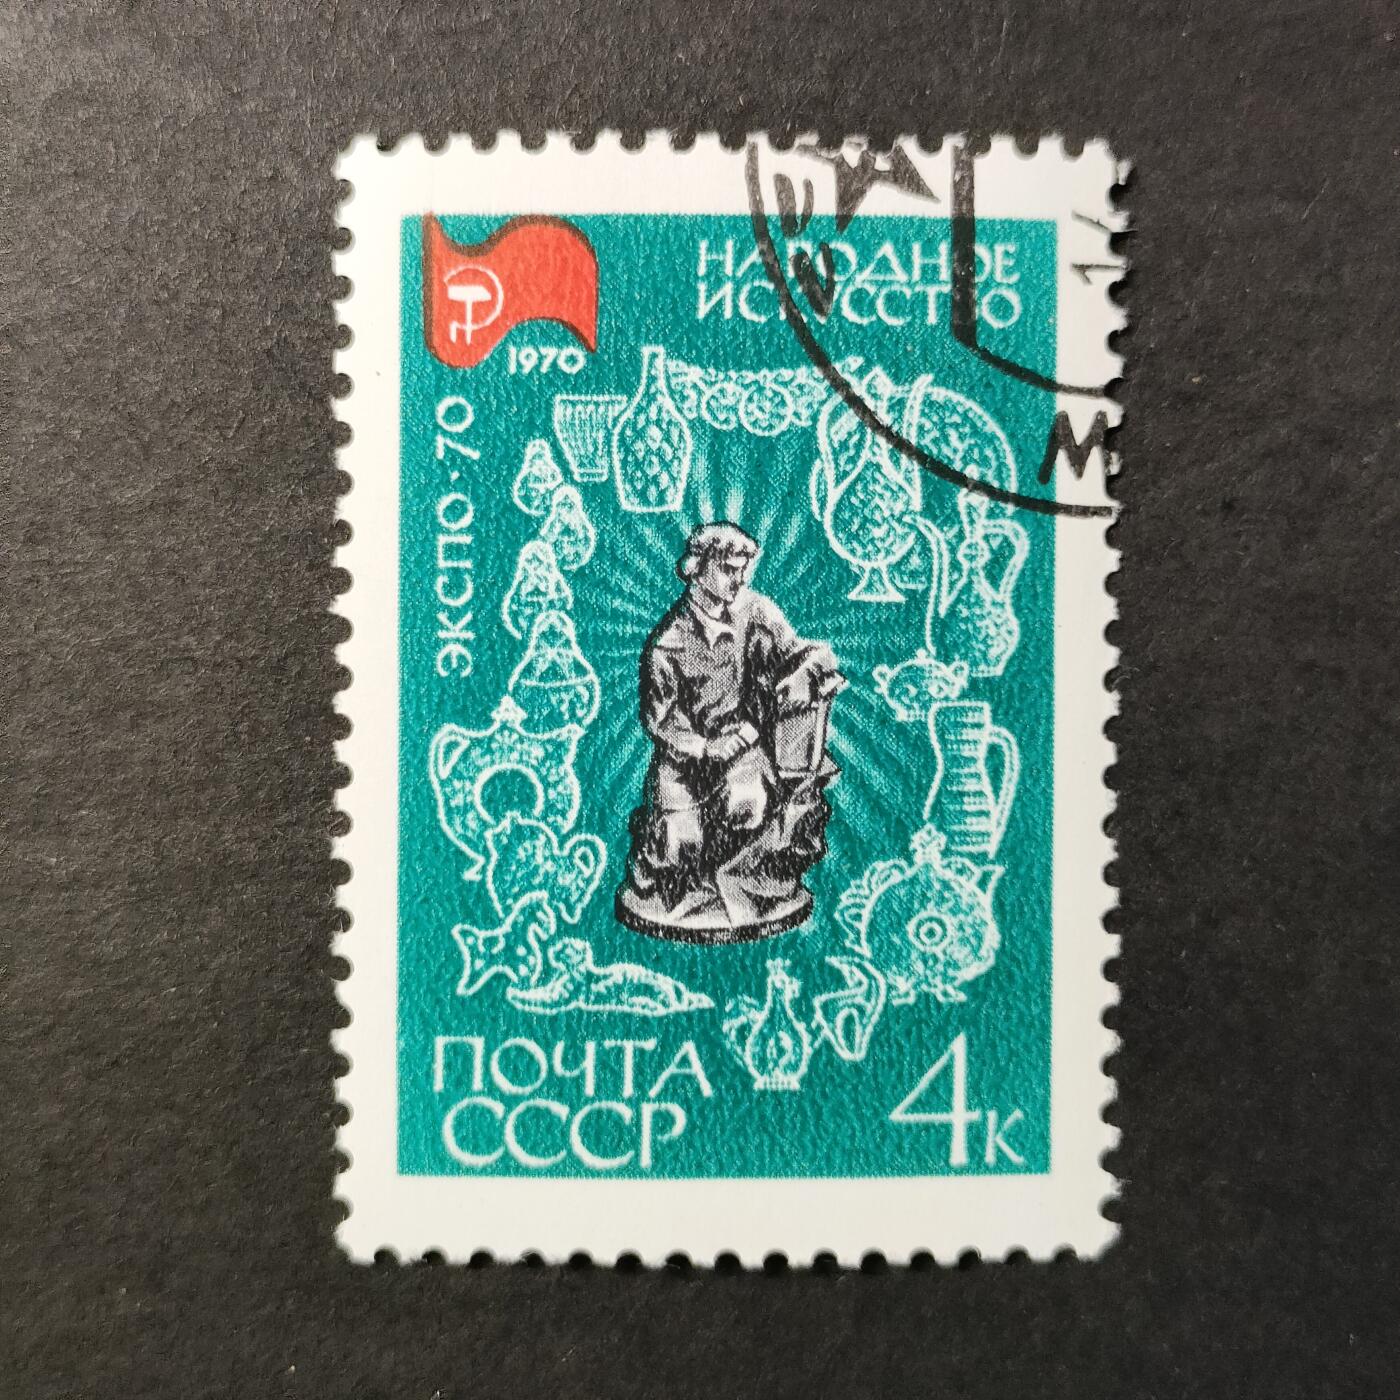 НАРОДНОЕ
ИСКУССТВО
1970
ЭКСПО·70
ПОЧТА
СССР
4к